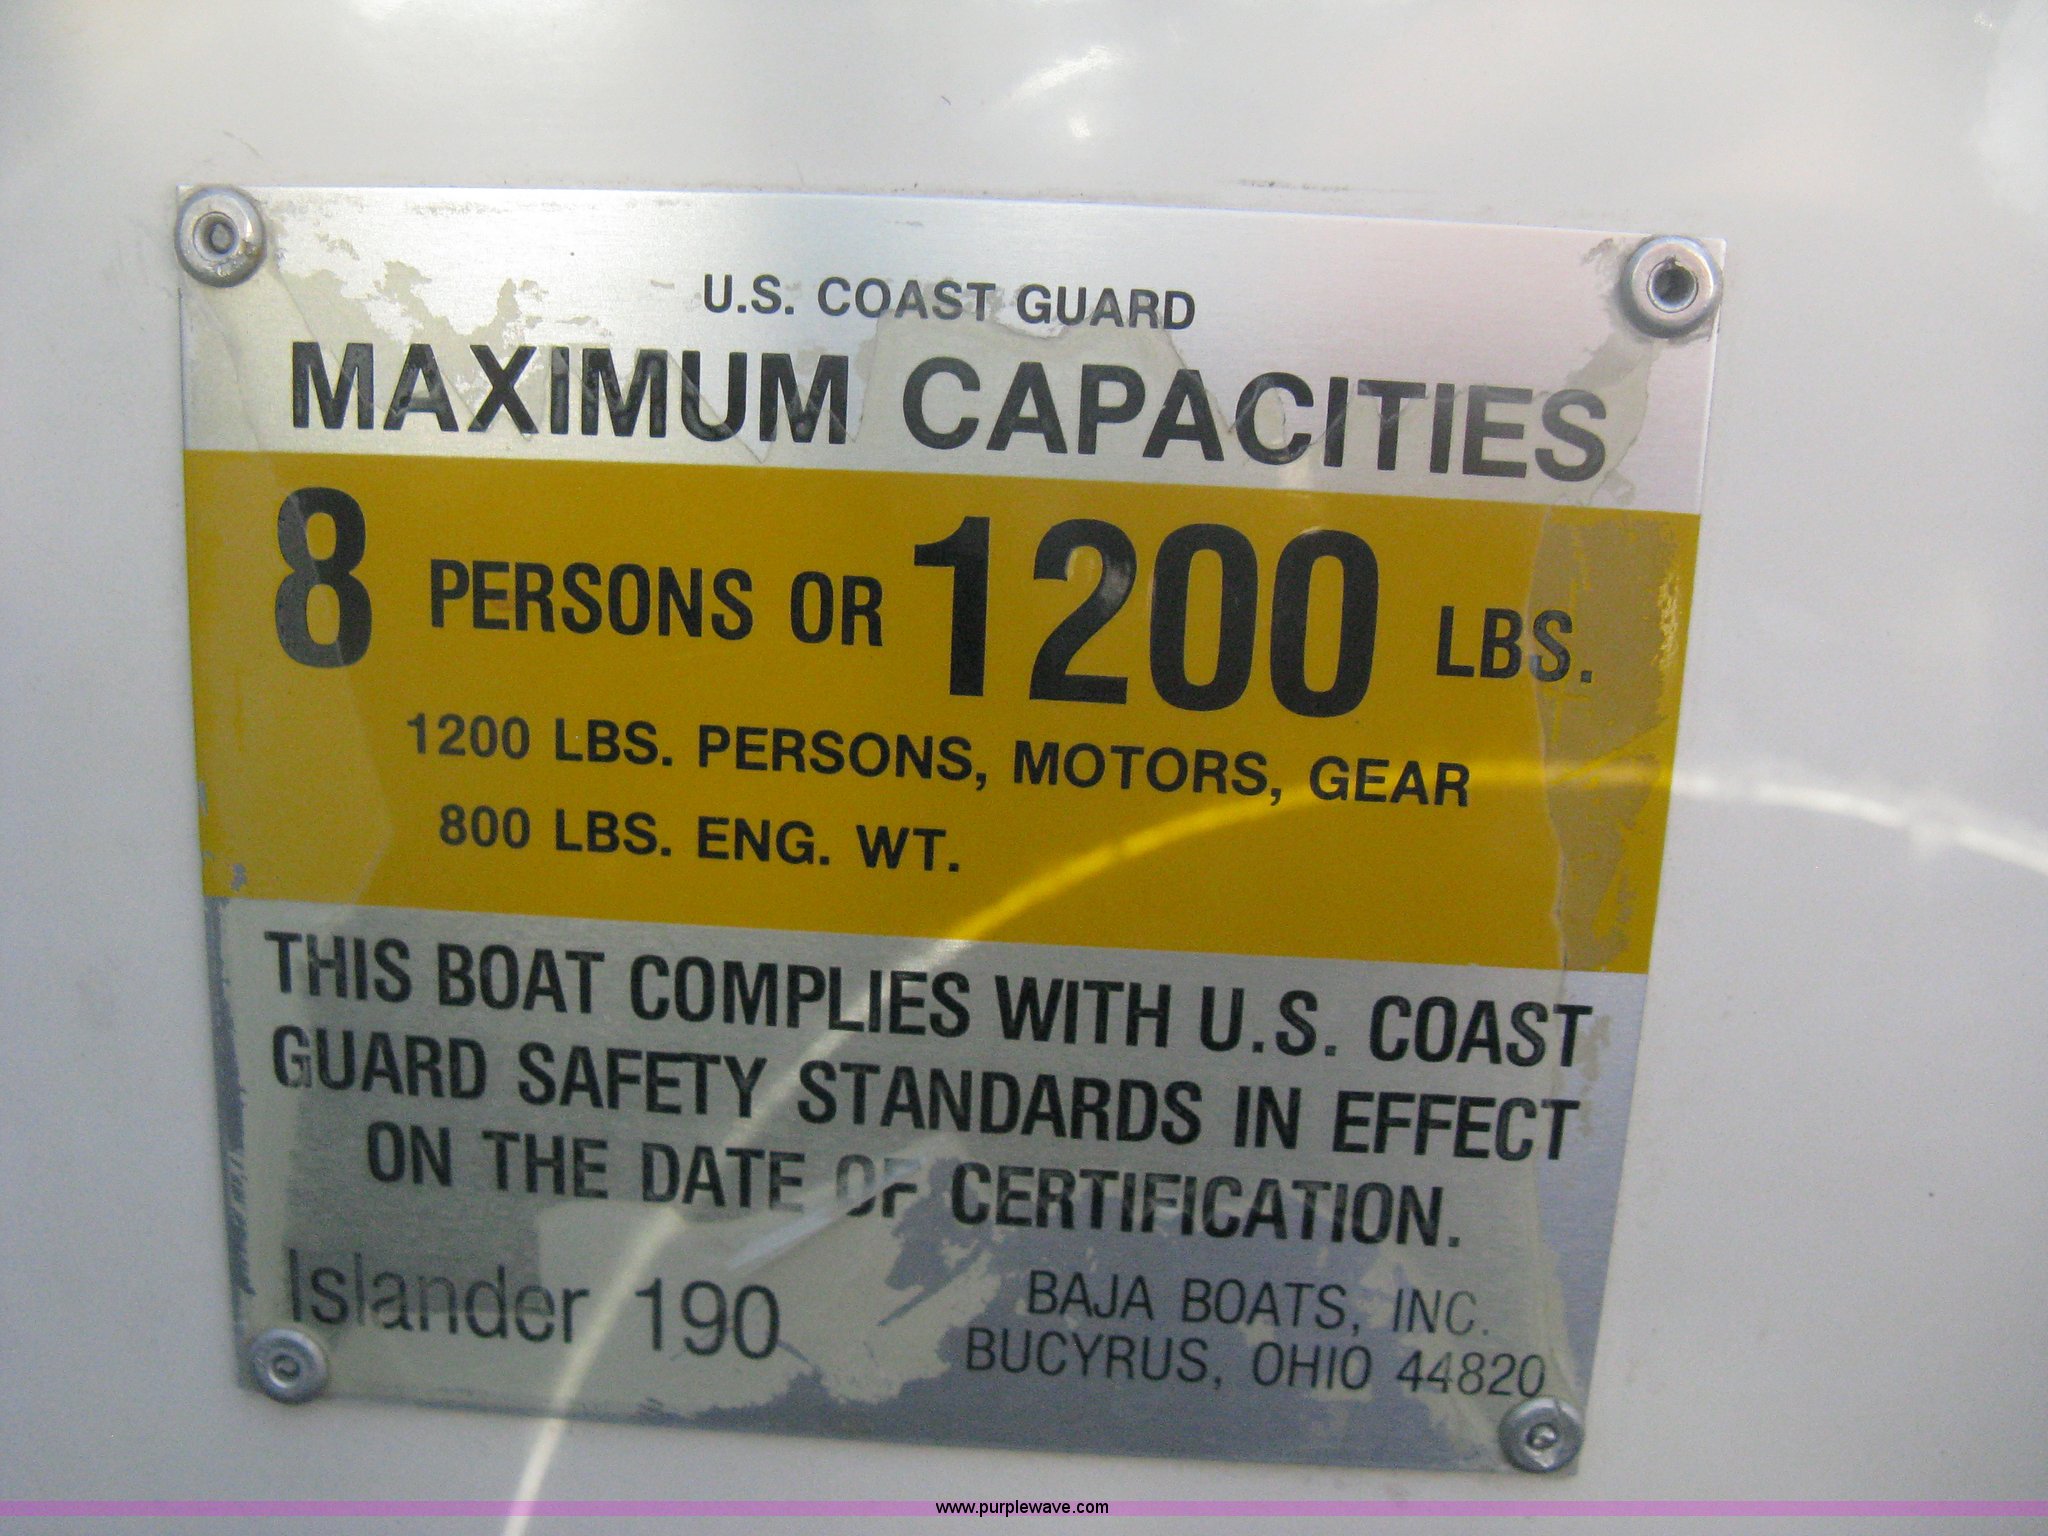 U.S. COAST GUARD
MAXIMUM CAPACITIES
8 PERSONS OR 1200 LBS.
1200 LBS. PERSONS, MOTORS, GEAR
800 LBS. ENG. WT.
THIS BOAT COMPLIES WITH U.S. COAST
GUARD SAFETY STANDARDS IN EFFECT
ON THE DATE OF CERTIFICATION.
Islander 190
BAJA BOATS, INC.
BUCYRUS, OHIO 44820
www.purplewave.com